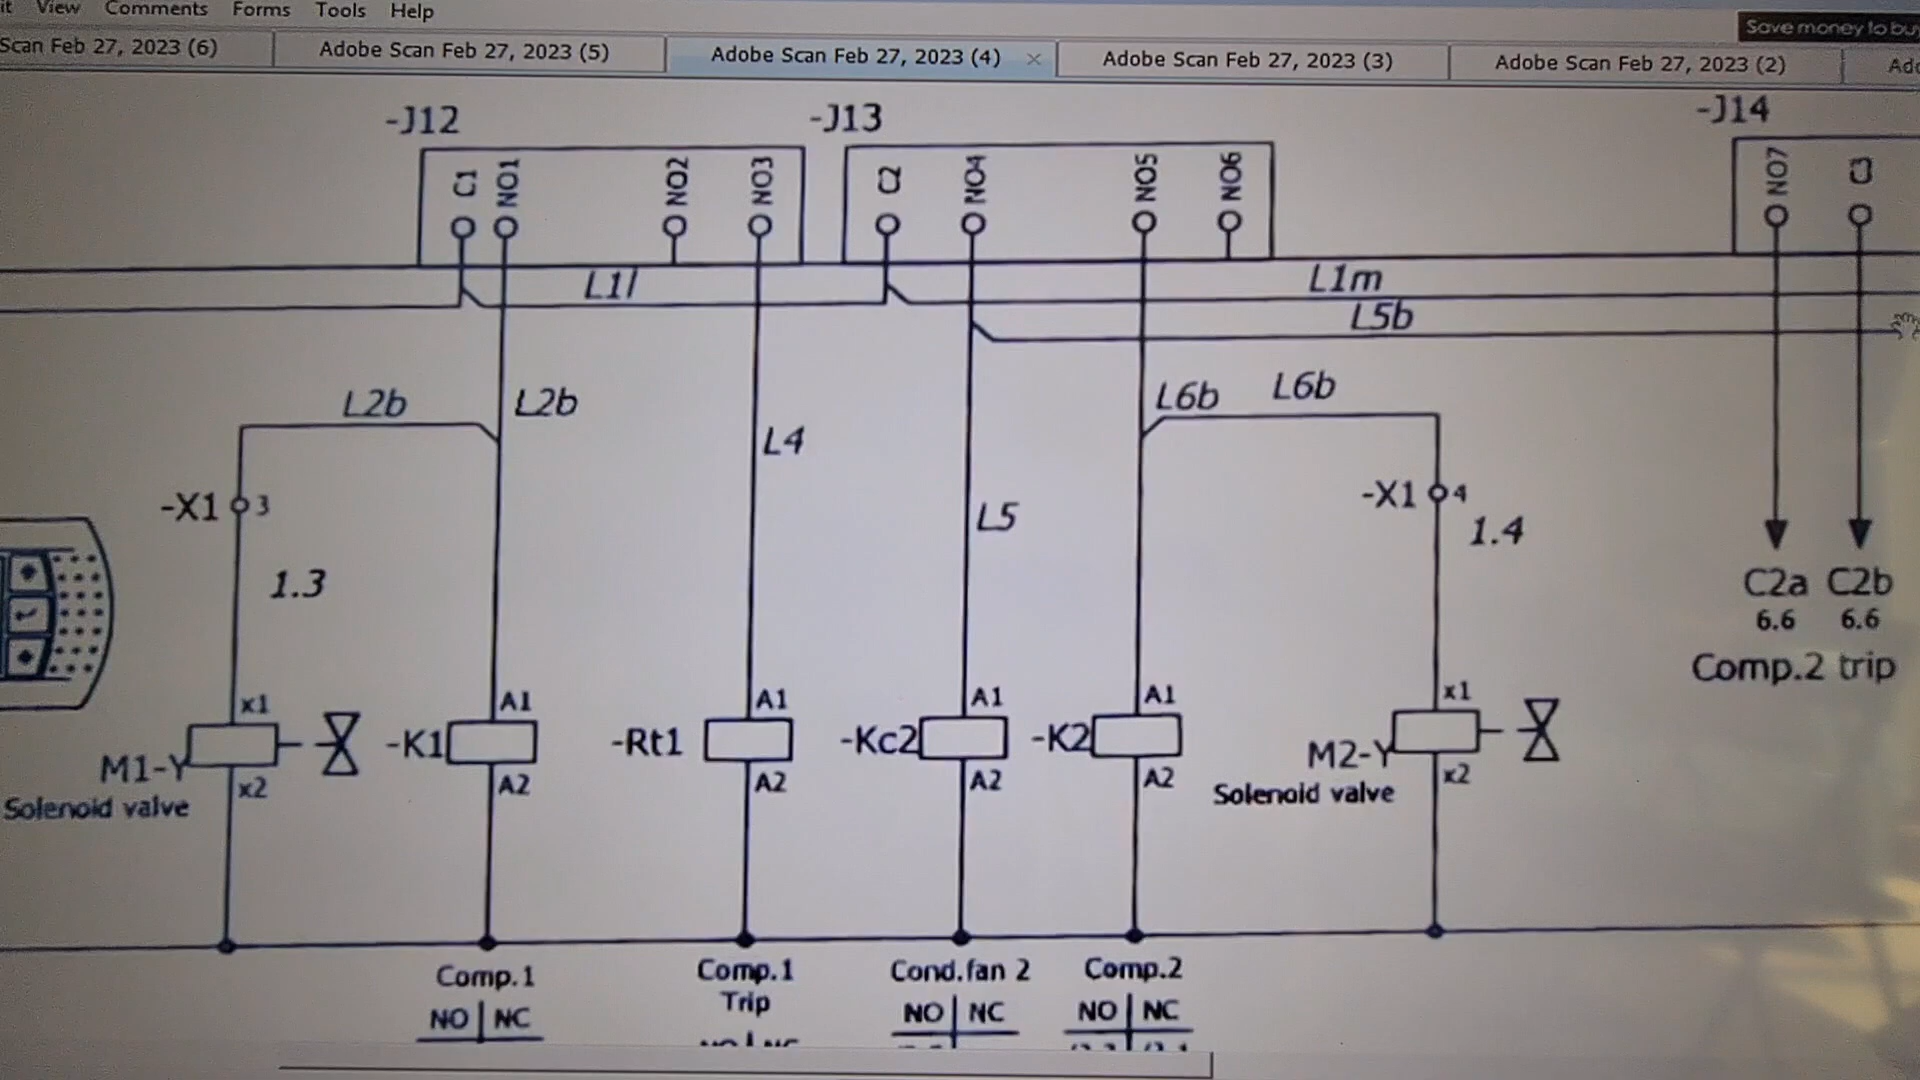 View Comments Forms Tools Help
Save money to
Scan Feb 27, 2023 (6)
Adobe Scan Feb 27, 2023 (5)
Adobe Scan Feb 27, 2023 (4)
Adobe Scan Feb 27, 2023 (3)
Adobe Scan Feb 27, 2023 (2)
-J12
-J13
-J14
C1
NO1
NO2
NO3
C2
NO4
NO5
NO6
NO7
C3
L1l
L1m
L5b
L2b
L2b
L4
L5
L6b
L6b
-X1 3
1.3
-X1 4
1.4
C2a C2b
6.6 6.6
Comp.2 trip
x1
A1
A1
A1
A1
x1
M1-Y
-K1
-Rt1
-Kc2
-K2
M2-Y
x2
A2
A2
A2
A2
x2
Solenoid valve
Solenoid valve
Comp.1
NO NC
Comp.1
Trip
Cond.fan 2
NO NC
Comp.2
NO NC